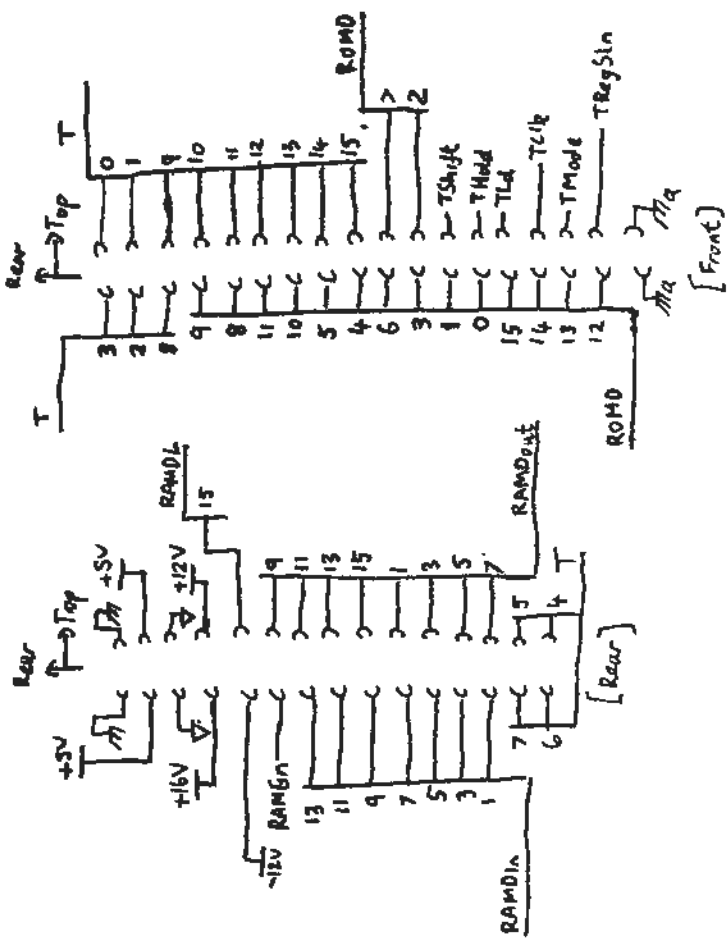 Rear
Top
+5V
+5V
+16V
-12V
RAMGin
13
11
9
7
5
3
1
RAMDIn
7
6
+12V
RAMDL
15
9
11
13
15
1
3
5
7
RAMDOut
5
4
T
[Rear]
Rear
Top
T
3
2
8
9
8
11
10
5
4
6
3
1
0
15
14
13
12
ROMD
T
0
1
9
10
11
12
13
14
15
ROMD
7
2
TShift
THold
TLd
TClk
TMode
TRegSIn
a
a
[Front]